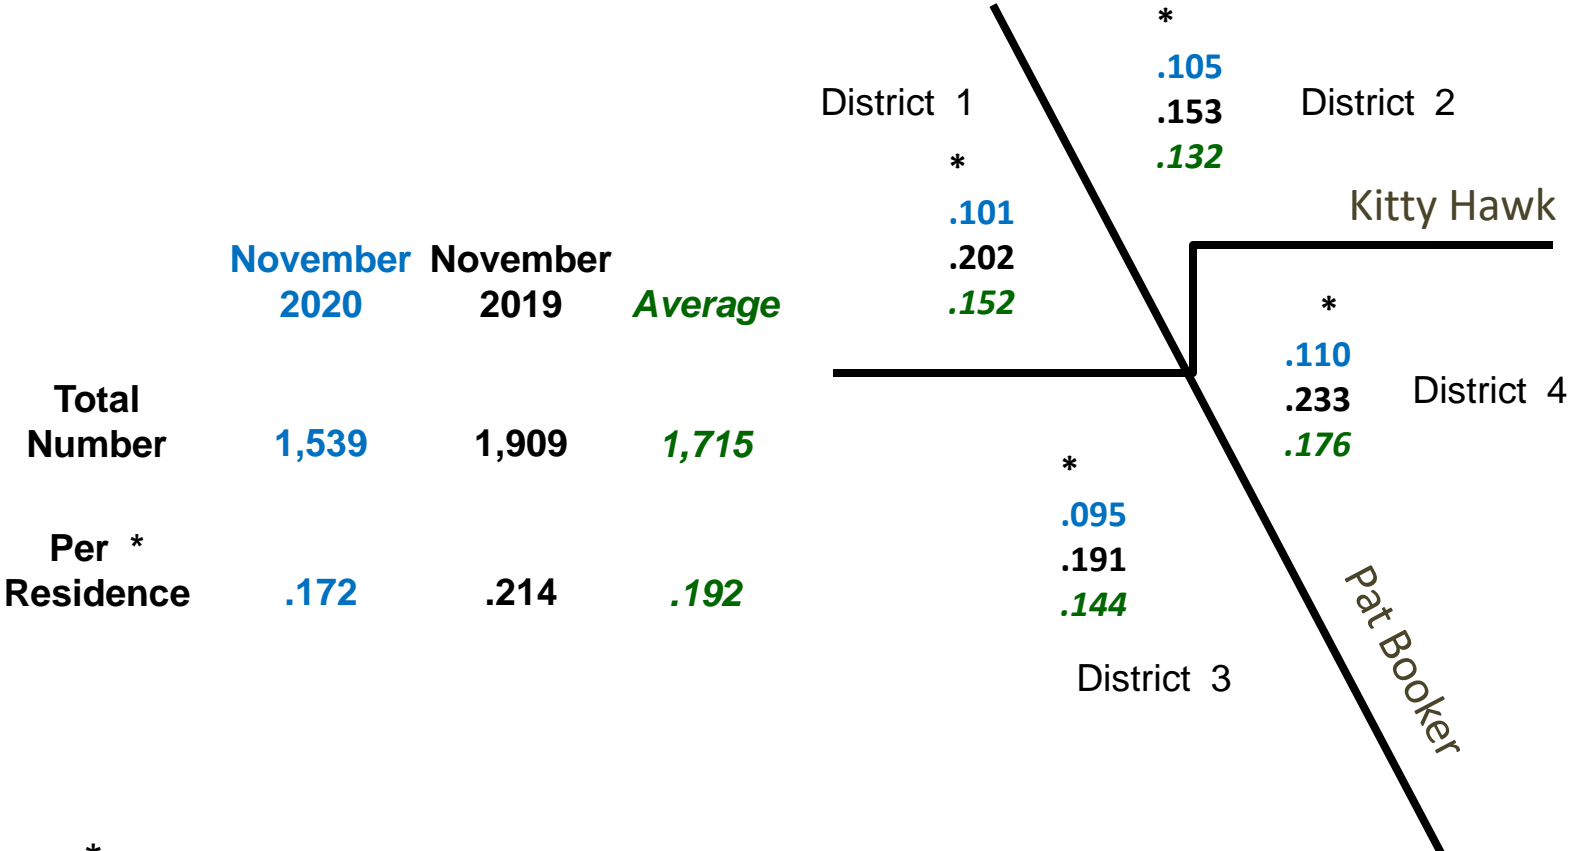 November November
2020 2019 Average
Total
Number 1,539 1,909 1,715
Per *
Residence .172 .214 .192
*
District 1
*
.101
.202
.152
*
.105
.153
.132
District 2
Kitty Hawk
*
.110
.233
.176
District 4
*
.095
.191
.144
District 3
Pat Booker